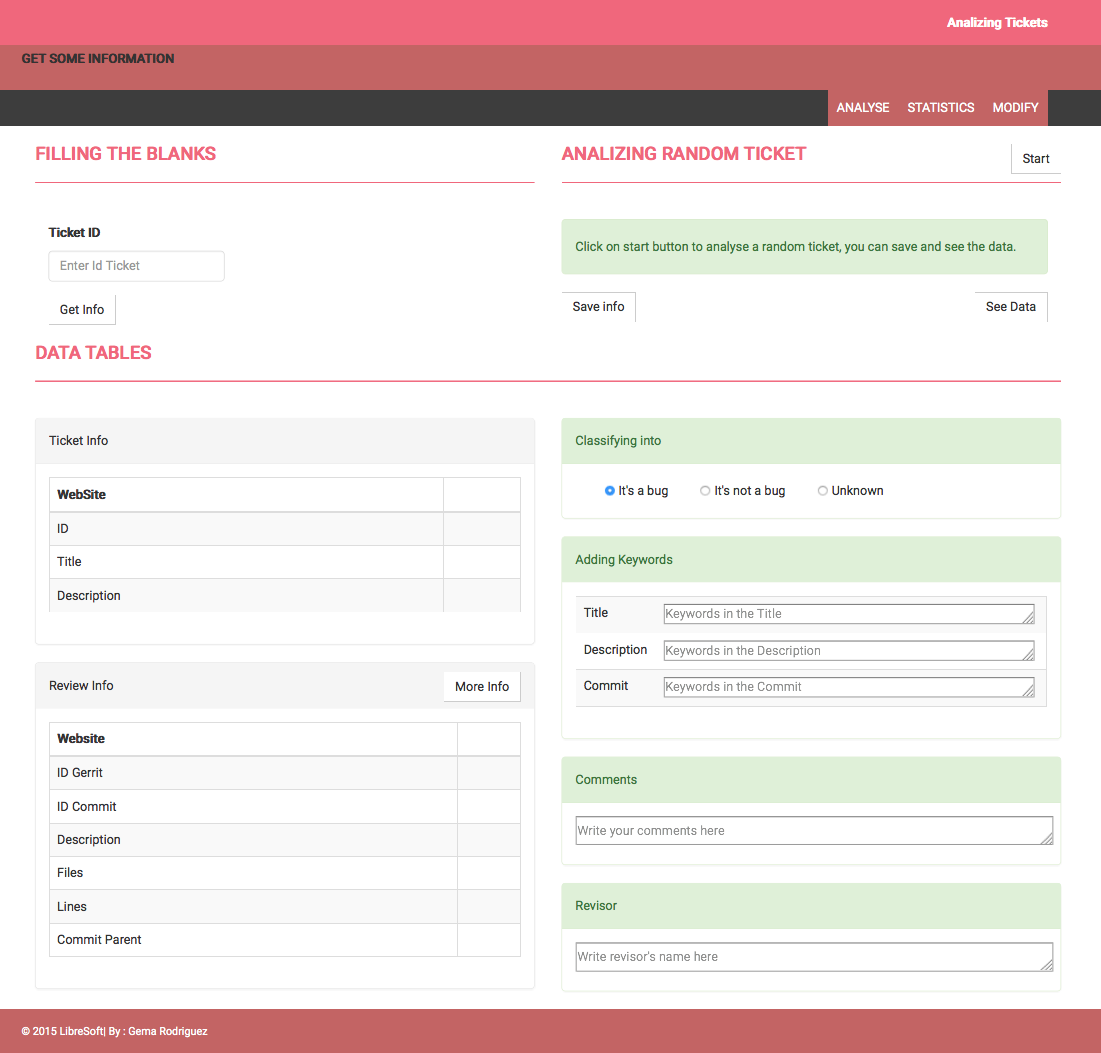 Analizing Tickets
GET SOME INFORMATION
ANALYSE STATISTICS MODIFY
FILLING THE BLANKS
Ticket ID
Enter Id Ticket
Get Info
ANALIZING RANDOM TICKET
Start
Click on start button to analyse a random ticket, you can save and see the data.
Save info
See Data
DATA TABLES
Ticket Info
WebSite
ID
Title
Description
Review Info
More Info
Website
ID Gerrit
ID Commit
Description
Files
Lines
Commit Parent
Classifying into
It's a bug It's not a bug Unknown
Adding Keywords
Title Keywords in the Title
Description Keywords in the Description
Commit Keywords in the Commit
Comments
Write your comments here
Revisor
Write revisor's name here
© 2015 LibreSoft| By : Gema Rodriguez